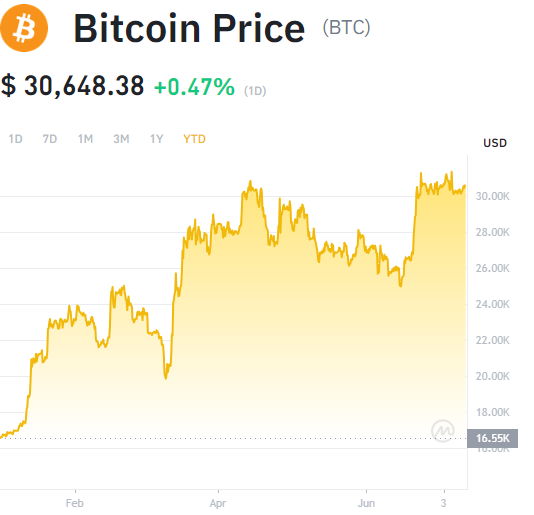 Bitcoin Price (BTC)
$ 30,648.38 +0.47% (1D)
1D 7D 1M 3M 1Y YTD
USD
30.00K
28.00K
26.00K
24.00K
22.00K
20.00K
18.00K
16.55K
16.00K
Feb Apr Jun 3